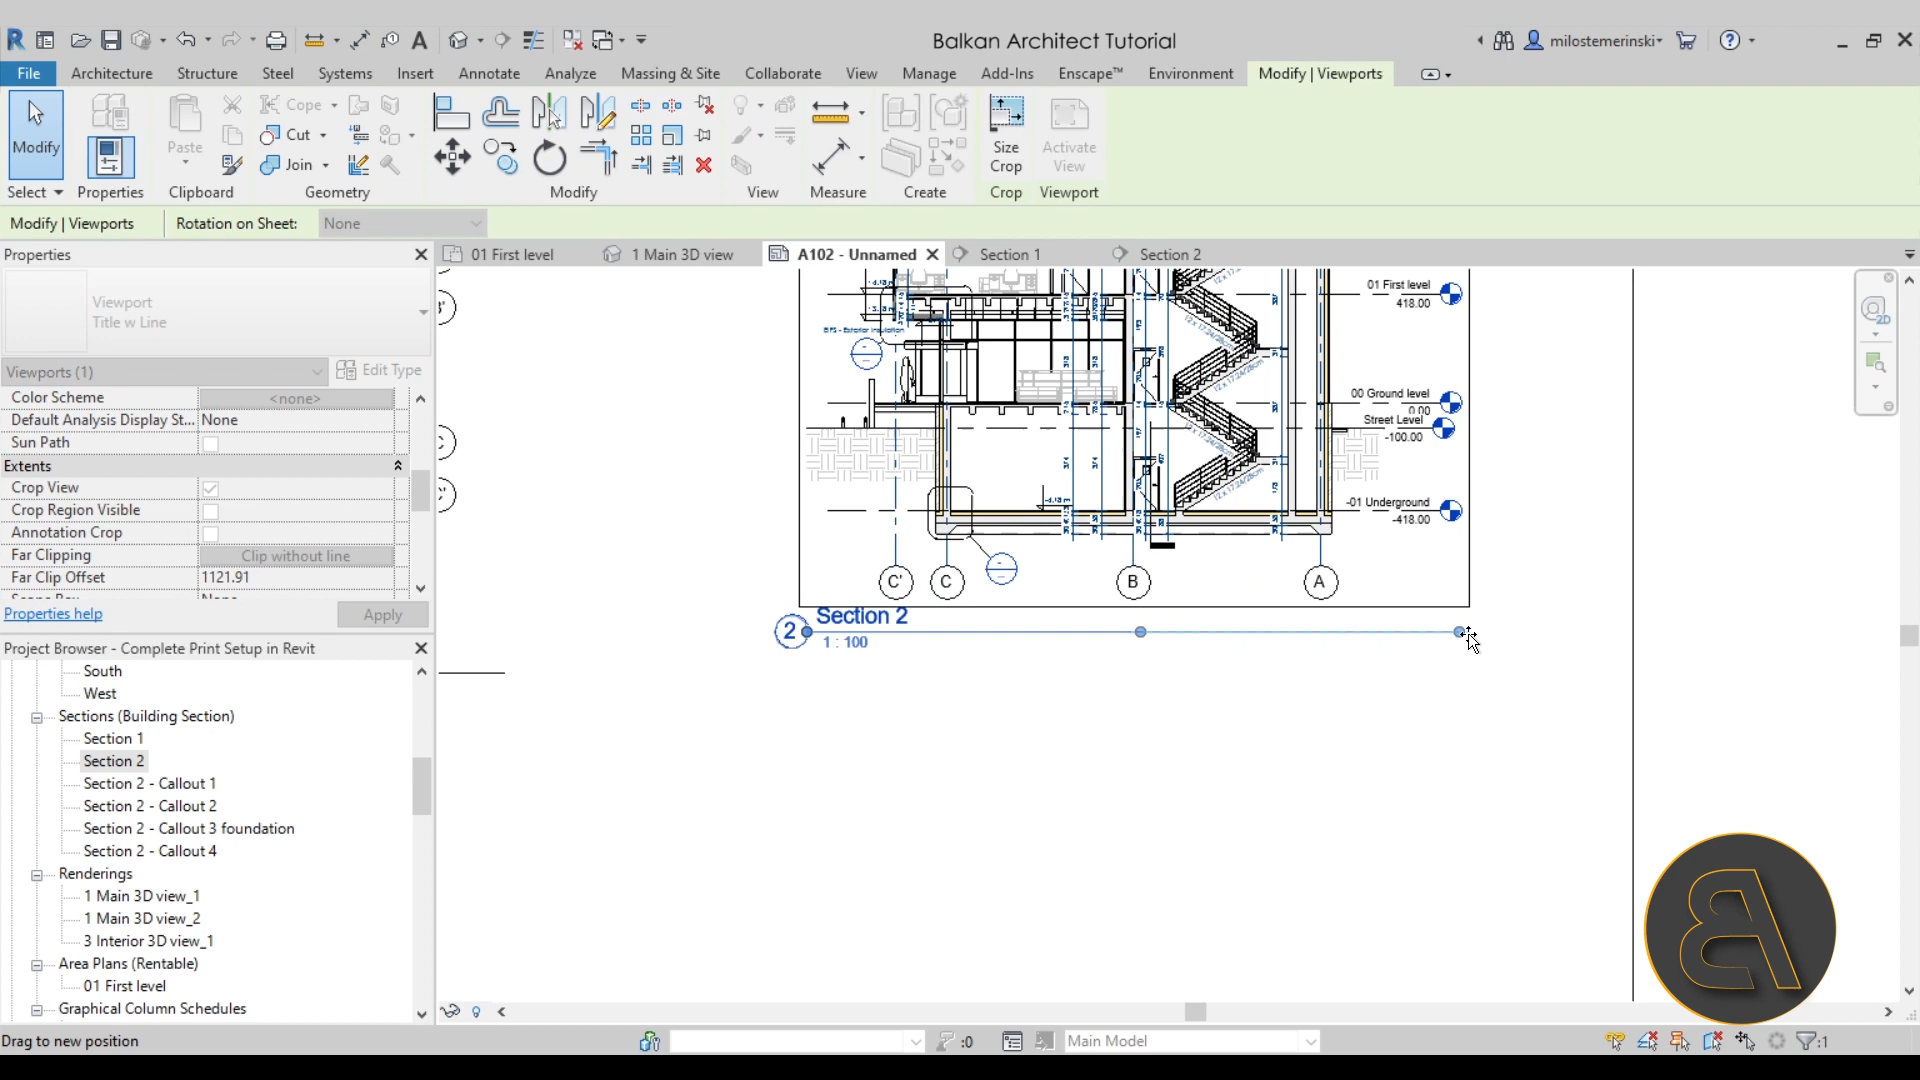 Balkan Architect Tutorial
milostemerinski
File Architecture Structure Steel Systems Insert Annotate Analyze Massing & Site Collaborate View Manage Add-Ins Enscape™ Environment Modify | Viewports
Modify Paste Cope Cut Join Size Crop Activate View
Select Properties Clipboard Geometry Modify View Measure Create Crop Viewport
Modify | Viewports Rotation on Sheet: None
Properties
01 First level 1 Main 3D view A102 - Unnamed Section 1 Section 2
Viewport
Title w Line
Viewports (1) Edit Type
Color Scheme <none>
Default Analysis Display St... None
Sun Path
Extents
Crop View
Crop Region Visible
Annotation Crop
Far Clipping Clip without line
Far Clip Offset 1121.91
Properties help Apply
Project Browser - Complete Print Setup in Revit
South
West
Sections (Building Section)
Section 1
Section 2
Section 2 - Callout 1
Section 2 - Callout 2
Section 2 - Callout 3 foundation
Section 2 - Callout 4
Renderings
1 Main 3D view_1
1 Main 3D view_2
3 Interior 3D view_1
Area Plans (Rentable)
01 First level
Graphical Column Schedules
01 First level
418.00
EIFS - Exterior Insulation
00 Ground level
0.00
Street Level
-100.00
-01 Underground
-418.00
C' C B A
2 Section 2
1 : 100
Drag to new position
:0
Main Model
:1